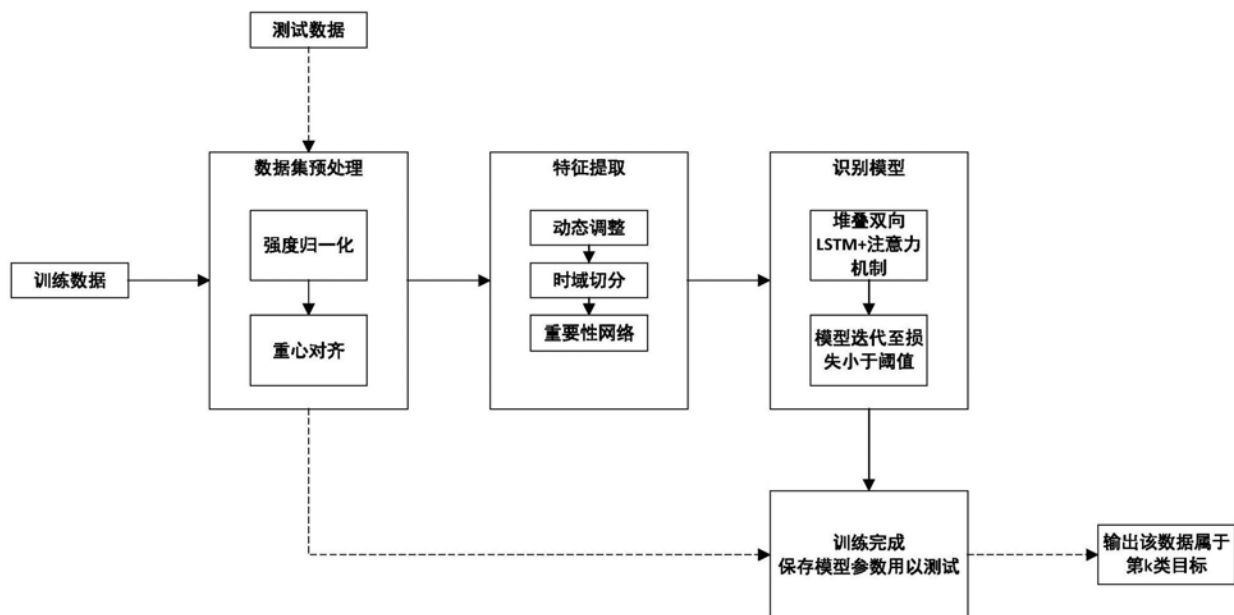 测试数据
数据集预处理
特征提取
识别模型
强度归一化
动态调整
堆叠双向
LSTM+注意力
机制
训练数据
时域切分
重心对齐
重要性网络
模型迭代至损
失小于阈值
训练完成
保存模型参数用以测试
输出该数据属于
第k类目标